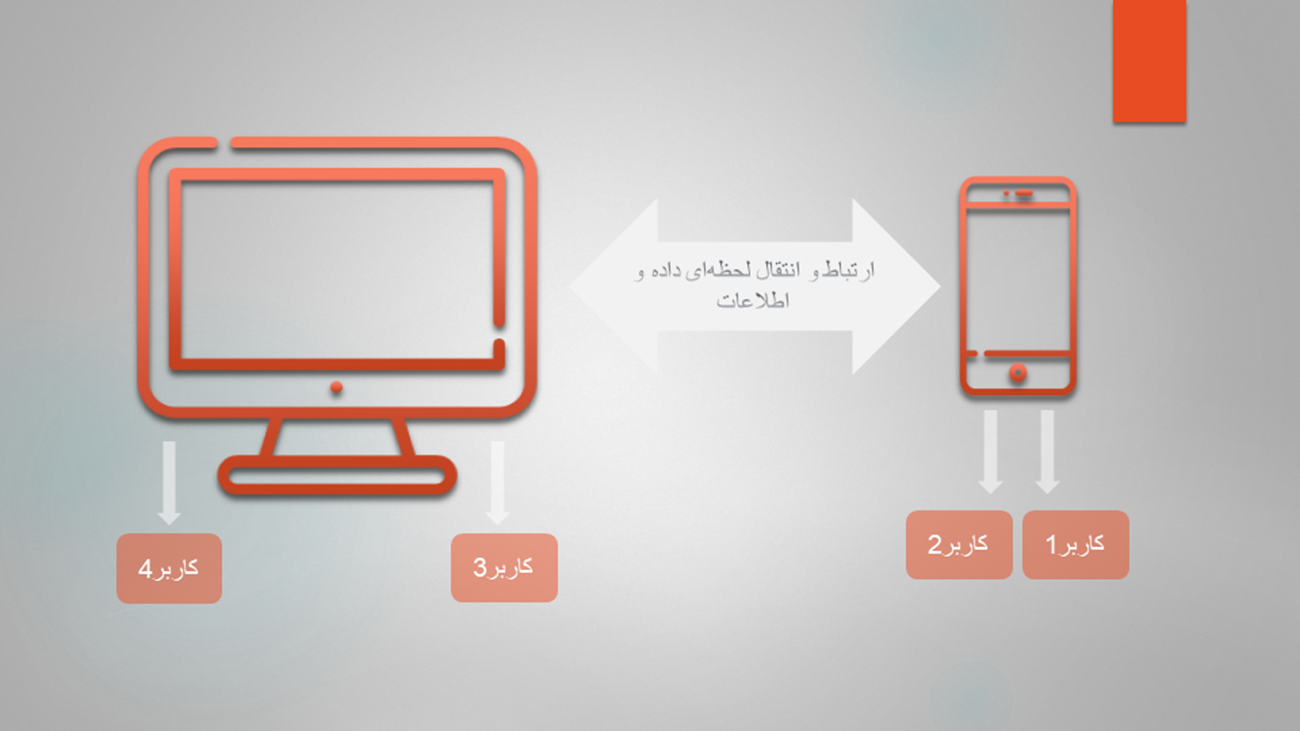 ارتباط و انتقال لحظه‌ای داده و
اطلاعات
کاربر1
کاربر2
کاربر3
کاربر4